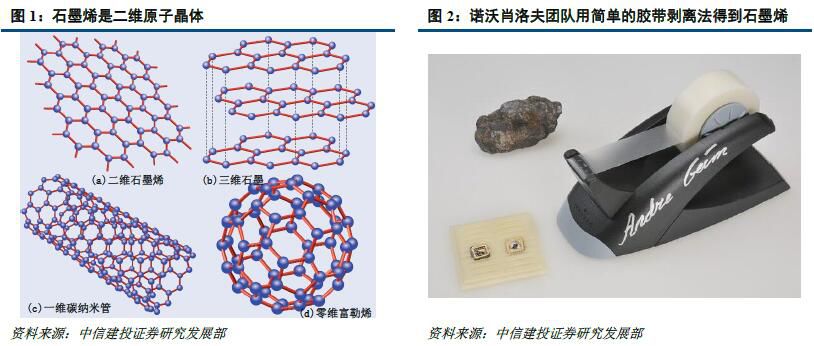 图 1：石墨烯是二维原子晶体
(a)二维石墨烯
(b)三维石墨
(c)一维碳纳米管
(d)零维富勒烯
资料来源：中信建投证券研究发展部
图 2：诺沃肖洛夫团队用简单的胶带剥离法得到石墨烯
Andre Geim
资料来源：中信建投证券研究发展部